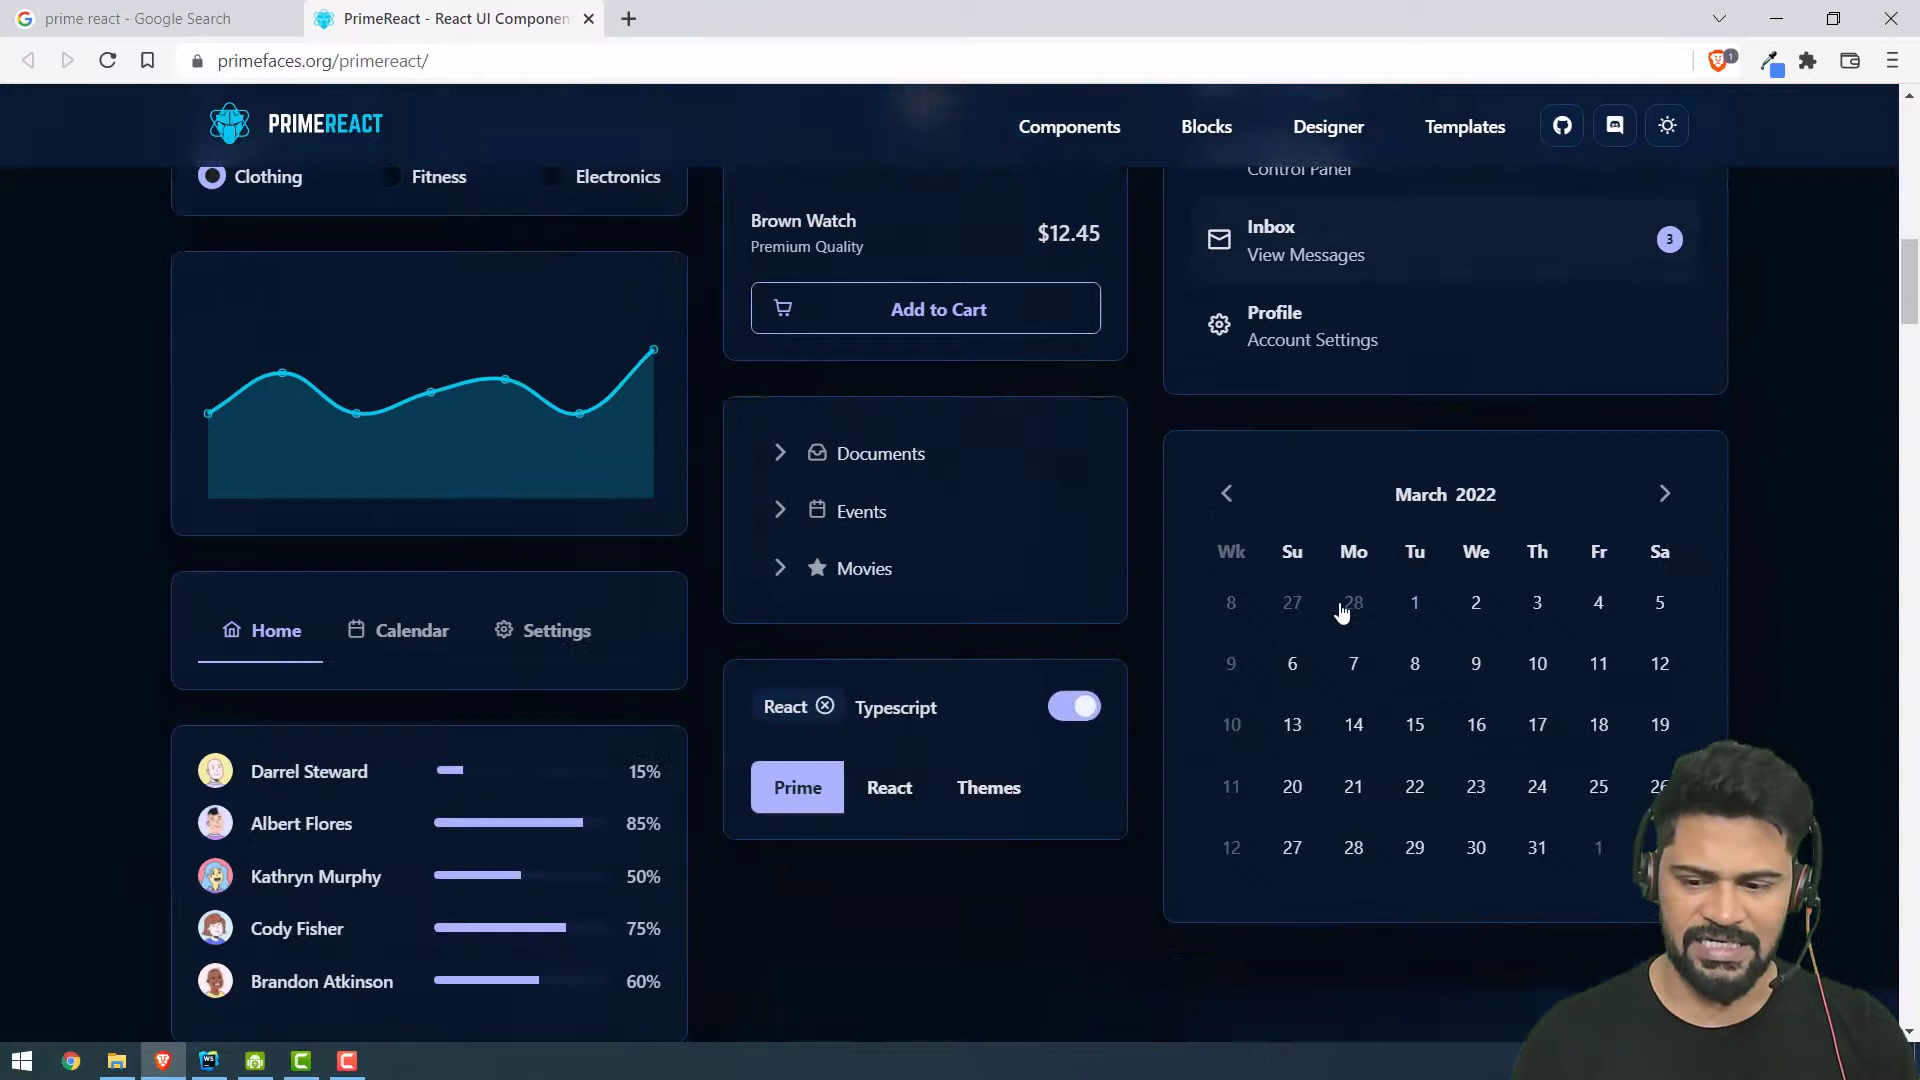 prime react - Google Search
PrimeReact - React UI Componen
primefaces.org/primereact/
1
PRIMEREACT
Components
Blocks
Designer
Templates
Clothing
Fitness
Electronics
Home
Calendar
Settings
Darrel Steward
15%
Albert Flores
85%
Kathryn Murphy
50%
Cody Fisher
75%
Brandon Atkinson
60%
Brown Watch
Premium Quality
$12.45
Add to Cart
Documents
Events
Movies
React
Typescript
Prime
React
Themes
Control Panel
Inbox
View Messages
3
Profile
Account Settings
March 2022
Wk Su Mo Tu We Th Fr Sa
8 27 28 1 2 3 4 5
9 6 7 8 9 10 11 12
10 13 14 15 16 17 18 19
11 20 21 22 23 24 25 26
12 27 28 29 30 31 1
WS